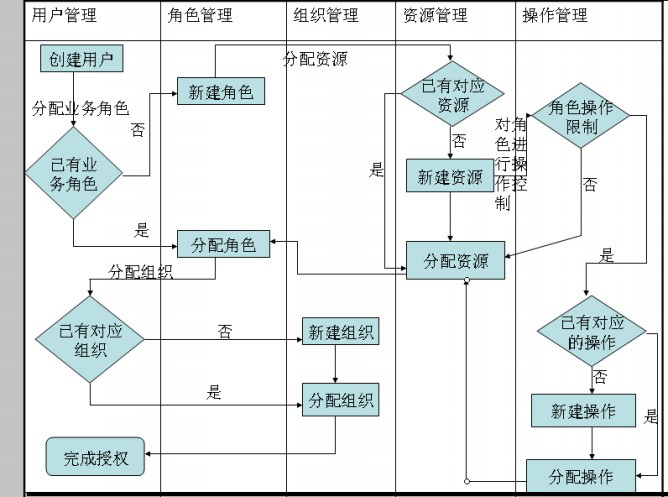 用户管理
角色管理
组织管理
资源管理
操作管理
创建用户
分配资源
新建角色
已有对应
资源
角色操作
限制
分配业务角色
否
已有业
务角色
否
对角
色进
行操
作控
制
是
新建资源
否
是
分配角色
分配资源
是
分配组织
已有对应
组织
否
新建组织
已有对应
的操作
否
是
分配组织
新建操作
是
完成授权
分配操作